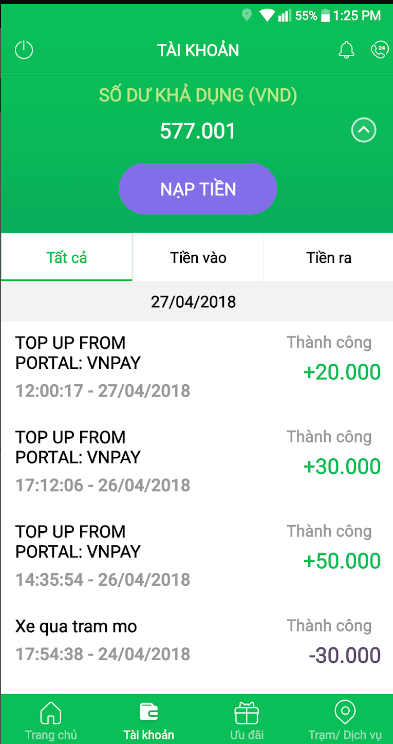 55% 1:25 PM
TÀI KHOẢN
24
SỐ DƯ KHẢ DỤNG (VND)
577.001
NẠP TIỀN
Tất cả Tiền vào Tiền ra
27/04/2018
TOP UP FROM Thành công
PORTAL: VNPAY +20.000
12:00:17 - 27/04/2018
TOP UP FROM Thành công
PORTAL: VNPAY +30.000
17:12:06 - 26/04/2018
TOP UP FROM Thành công
PORTAL: VNPAY +50.000
14:35:54 - 26/04/2018
Xe qua tram mo Thành công
17:54:38 - 24/04/2018 -30.000
Trang chủ Tài khoản Ưu đãi Trạm/ Dịch vụ